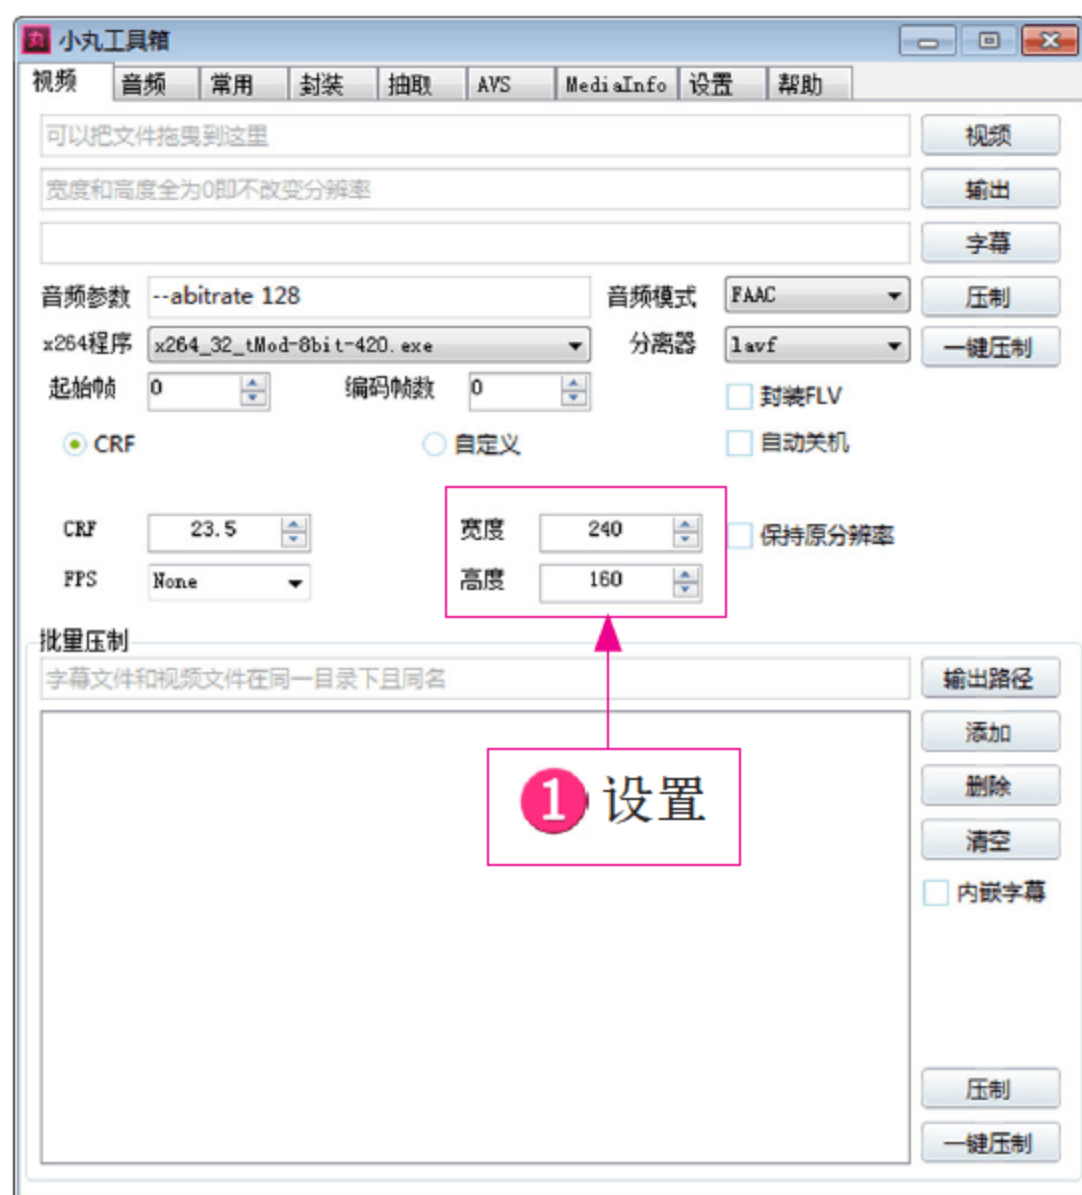 丸 小丸工具箱
视频 音频 常用 封装 抽取 AVS MediaInfo 设置 帮助
可以把文件拖曳到这里 视频
宽度和高度全为0即不改变分辨率 输出
字幕
音频参数 --abitrate 128 音频模式 FAAC 压制
x264程序 x264_32_tMod-8bit-420.exe 分离器 lavf 一键压制
起始帧 0 编码帧数 0 封装FLV
CRF 自定义 自动关机
CRF 23.5 宽度 240 保持原分辨率
FPS None 高度 160
批量压制
字幕文件和视频文件在同一目录下且同名 输出路径
添加
1 设置 删除
清空
内嵌字幕
压制
一键压制